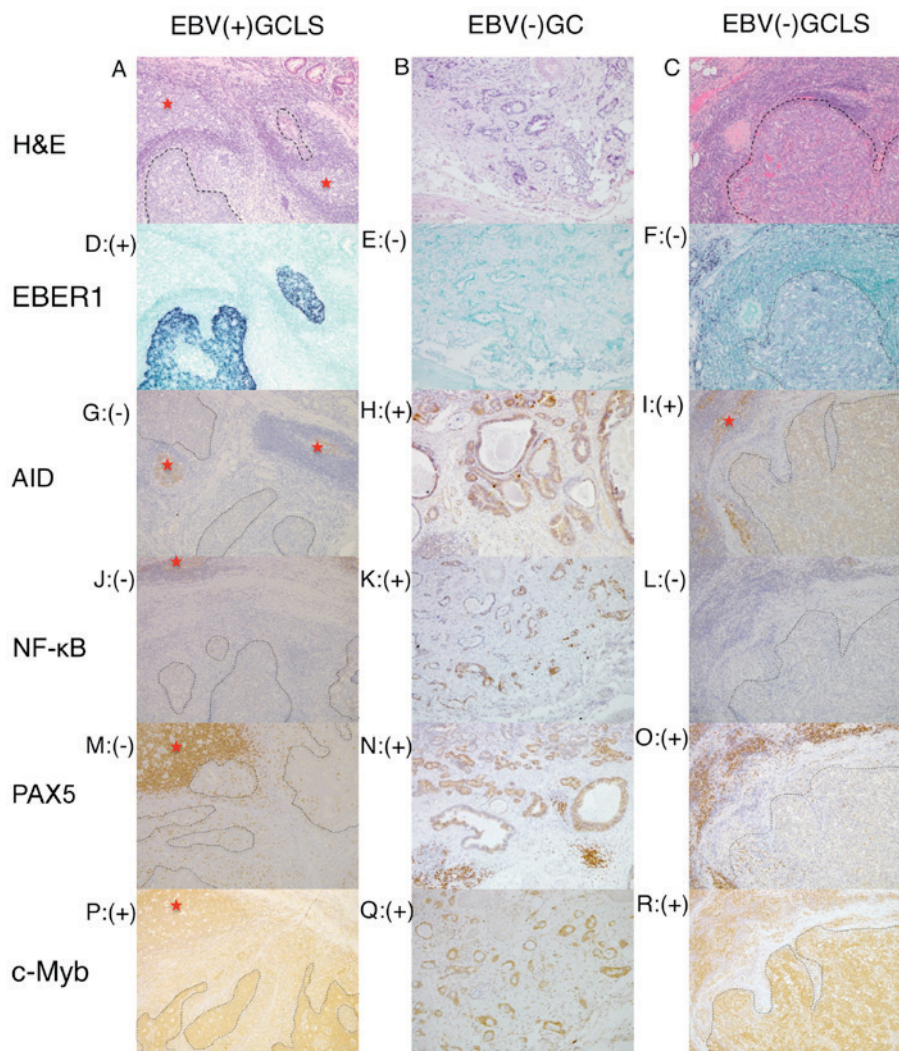 EBV(+)GCLS EBV(-)GC EBV(-)GCLS
A B C
H&E
D:(+) E:(-) F:(-)
EBER1
G:(-) H:(+) I:(+)
AID
J:(-) K:(+) L:(-)
NF-κB
M:(-) N:(+) O:(+)
PAX5
P:(+) Q:(+) R:(+)
c-Myb